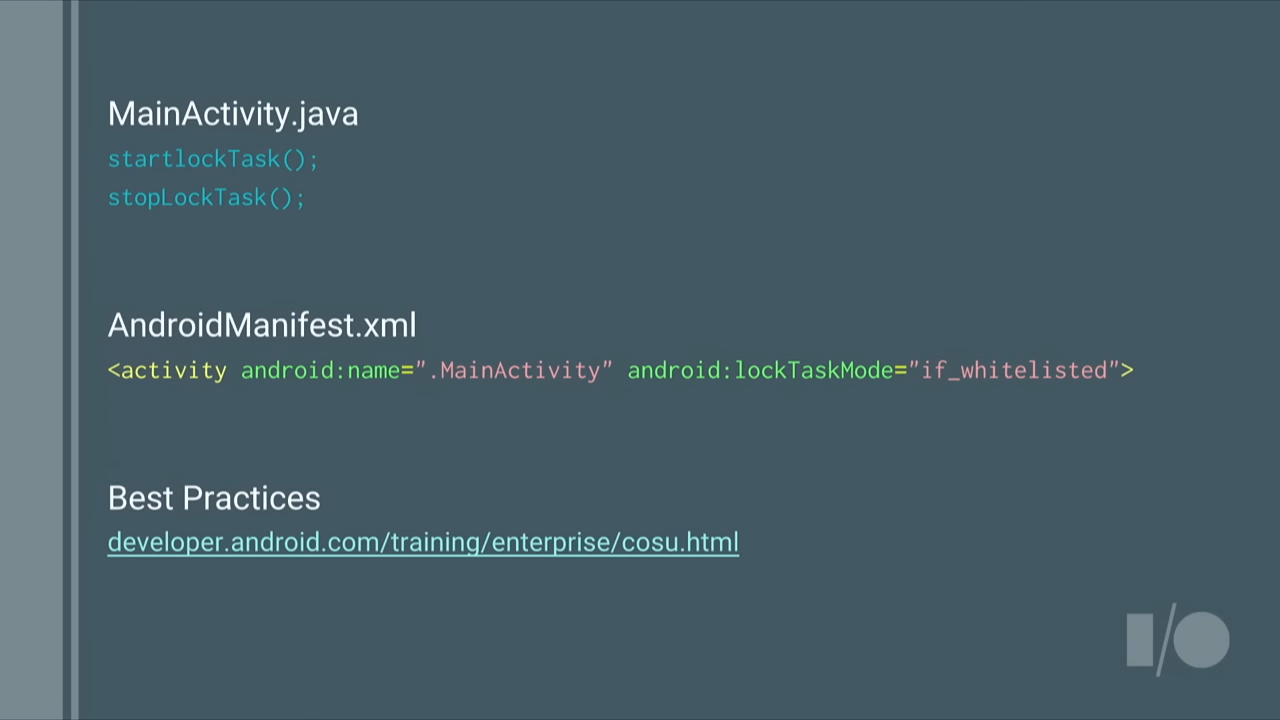 MainActivity.java
startlockTask();
stopLockTask();
AndroidManifest.xml
<activity android:name=".MainActivity" android:lockTaskMode="if_whitelisted">
Best Practices
developer.android.com/training/enterprise/cosu.html
I/O